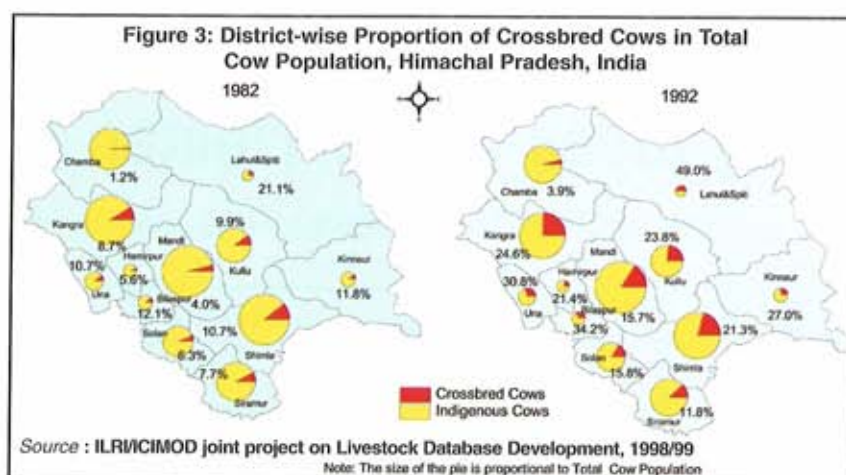 Figure 3: District-wise Proportion of Crossbred Cows in Total
Cow Population, Himachal Pradesh, India
1982
Chamba
1.2%
Lahul&Spiti
21.1%
Kangra
8.7%
Mandi
4.0%
9.9%
Kullu
Hamirpur
5.6%
10.7%
Una
Bilaspur
12.1%
Kinnaur
11.8%
10.7%
Shimla
Solan
6.3%
7.7%
Siramur
1992
Chamba
3.9%
49.0%
Lahul&Spiti
Kangra
24.6%
Mandi
15.7%
23.8%
Kullu
Hamirpur
21.4%
30.8%
Una
Bilaspur
34.2%
Kinnaur
27.0%
21.3%
Shimla
Solan
15.8%
Siramur
11.8%
Crossbred Cows
Indigenous Cows
Source : ILRI/ICIMOD joint project on Livestock Database Development, 1998/99
Note: The size of the pie is proportional to Total Cow Population